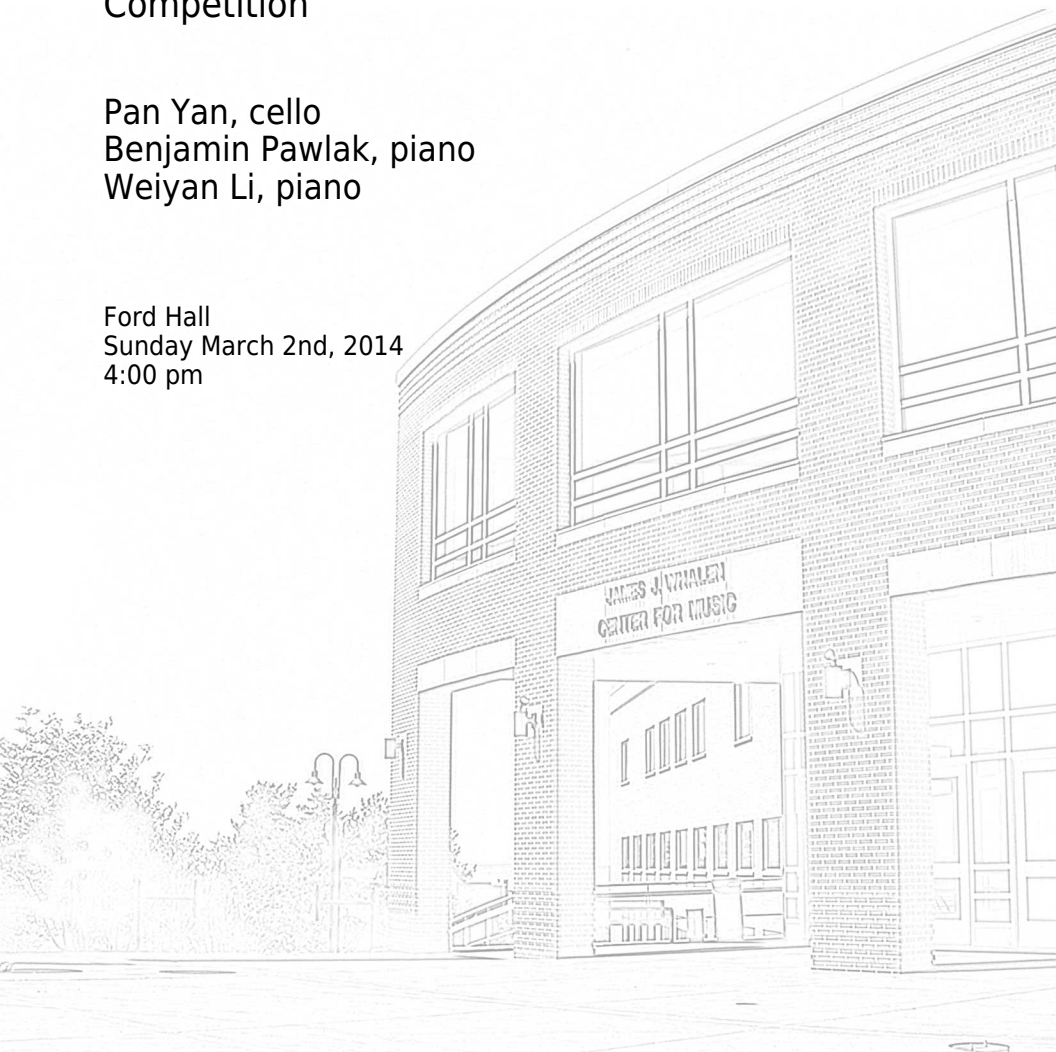 Competition
Pan Yan, cello
Benjamin Pawlak, piano
Weiyan Li, piano
Ford Hall
Sunday March 2nd, 2014
4:00 pm
JAMES J. WHALEN
CENTER FOR MUSIC